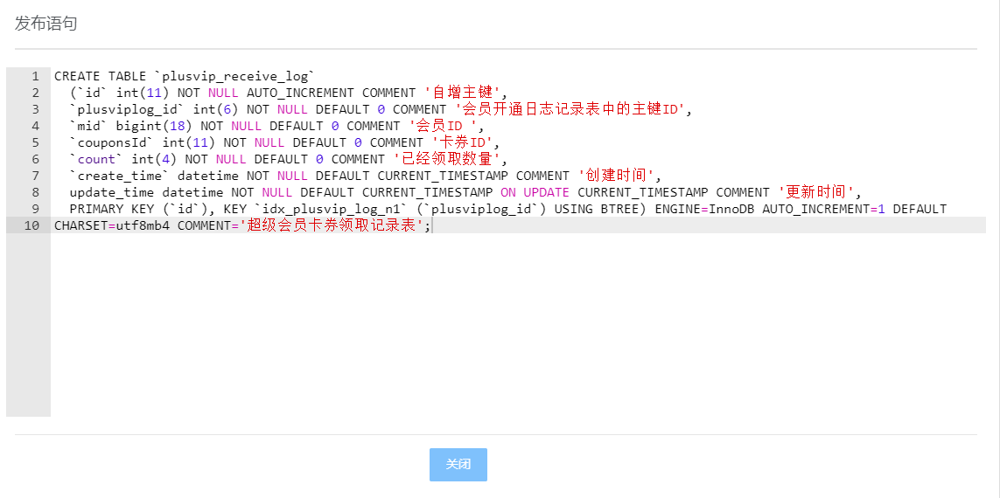 发布语句
1 CREATE TABLE `plusvip_receive_log`
2 (`id` int(11) NOT NULL AUTO_INCREMENT COMMENT '自增主键',
3 `plusviplog_id` int(6) NOT NULL DEFAULT 0 COMMENT '会员开通日志记录表中的主键ID',
4 `mid` bigint(18) NOT NULL DEFAULT 0 COMMENT '会员ID ',
5 `couponsId` int(11) NOT NULL DEFAULT 0 COMMENT '卡券ID',
6 `count` int(4) NOT NULL DEFAULT 0 COMMENT '已经领取数量',
7 `create_time` datetime NOT NULL DEFAULT CURRENT_TIMESTAMP COMMENT '创建时间',
8 update_time datetime NOT NULL DEFAULT CURRENT_TIMESTAMP ON UPDATE CURRENT_TIMESTAMP COMMENT '更新时间',
9 PRIMARY KEY (`id`), KEY `idx_plusvip_log_n1` (`plusviplog_id`) USING BTREE) ENGINE=InnoDB AUTO_INCREMENT=1 DEFAULT
10 CHARSET=utf8mb4 COMMENT='超级会员卡券领取记录表';
关闭